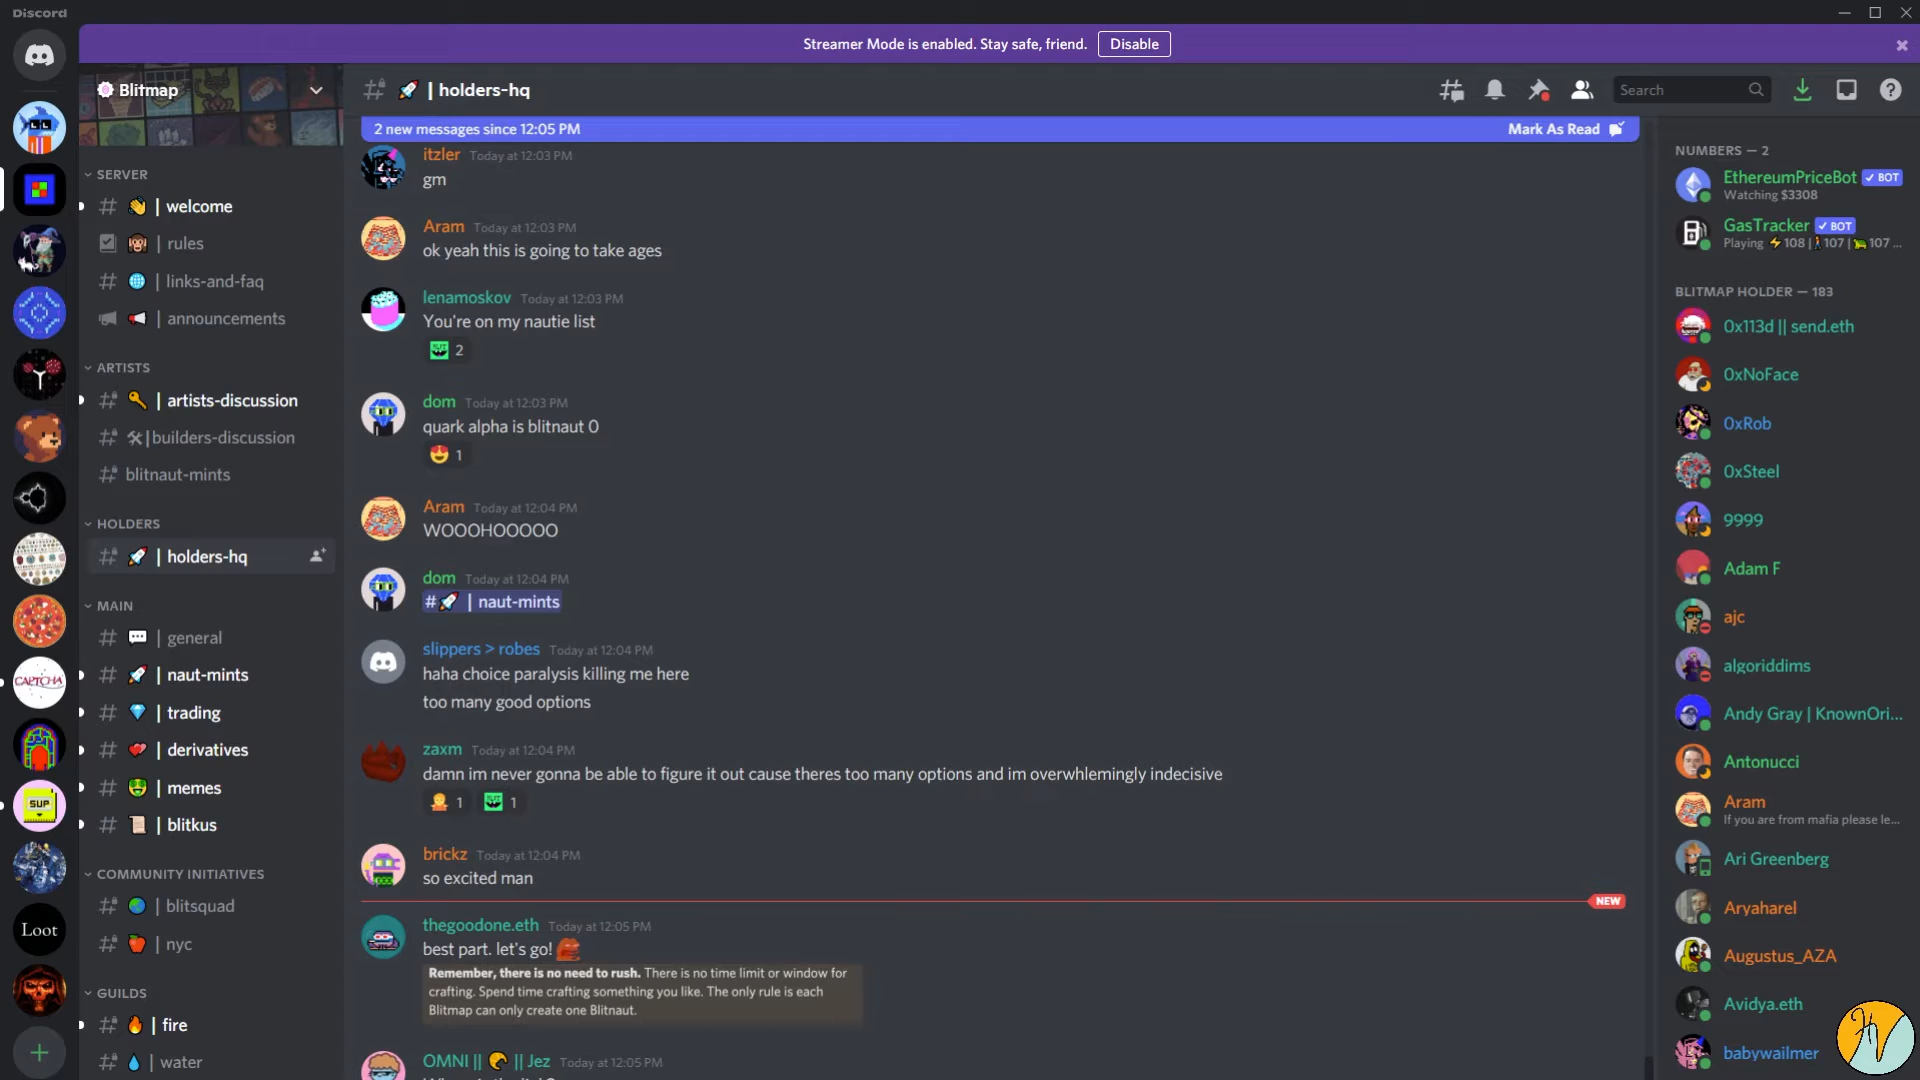 Discord
Streamer Mode is enabled. Stay safe, friend. Disable
Blitmap
| holders-hq
Search
2 new messages since 12:05 PM
Mark As Read
SERVER
| welcome
| rules
| links-and-faq
| announcements
ARTISTS
| artists-discussion
|builders-discussion
blitnaut-mints
HOLDERS
| holders-hq
MAIN
| general
| naut-mints
| trading
| derivatives
| memes
| blitkus
COMMUNITY INITIATIVES
| blitsquad
| nyc
GUILDS
| fire
| water
CAPTCHA
SUP
Loot
itzler Today at 12:03 PM
gm
Aram Today at 12:03 PM
ok yeah this is going to take ages
lenamoskov Today at 12:03 PM
You're on my nautie list
2
dom Today at 12:03 PM
quark alpha is blitnaut 0
1
Aram Today at 12:04 PM
WOOOHOOOOO
dom Today at 12:04 PM
# | naut-mints
slippers > robes Today at 12:04 PM
haha choice paralysis killing me here
too many good options
zaxm Today at 12:04 PM
damn im never gonna be able to figure it out cause theres too many options and im overwhlemingly indecisive
1 1
brickz Today at 12:04 PM
so excited man
NEW
thegoodone.eth Today at 12:05 PM
best part. let's go!
Remember, there is no need to rush. There is no time limit or window for
crafting. Spend time crafting something you like. The only rule is each
Blitmap can only create one Blitnaut.
OMNI || || Jez Today at 12:05 PM
NUMBERS — 2
EthereumPriceBot BOT
Watching $3308
GasTracker BOT
Playing 108 | 107 | 107 ...
BLITMAP HOLDER — 183
0x113d || send.eth
0xNoFace
0xRob
0xSteel
9999
Adam F
ajc
algoriddims
Andy Gray | KnownOri...
Antonucci
Aram
If you are from mafia please le...
Ari Greenberg
Aryaharel
Augustus_AZA
Avidya.eth
babywailmer